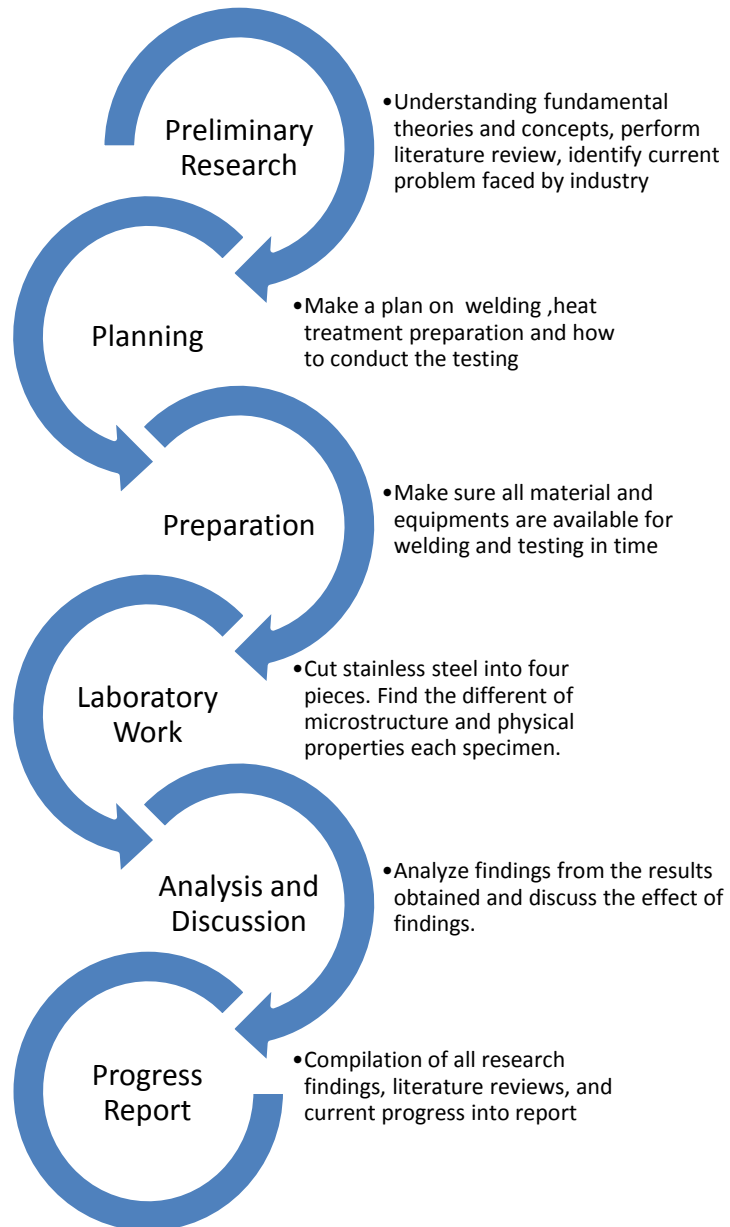 Preliminary
Research
•Understanding fundamental
theories and concepts, perform
literature review, identify current
problem faced by industry
Planning
•Make a plan on  welding ,heat
treatment preparation and how
to conduct the testing
Preparation
•Make sure all material and
equipments are available for
welding and testing in time
Laboratory
Work
•Cut stainless steel into four
pieces. Find the different of
microstructure and physical
properties each specimen.
Analysis and
Discussion
•Analyze findings from the results
obtained and discuss the effect of
findings.
Progress
Report
•Compilation of all research
findings, literature reviews, and
current progress into report